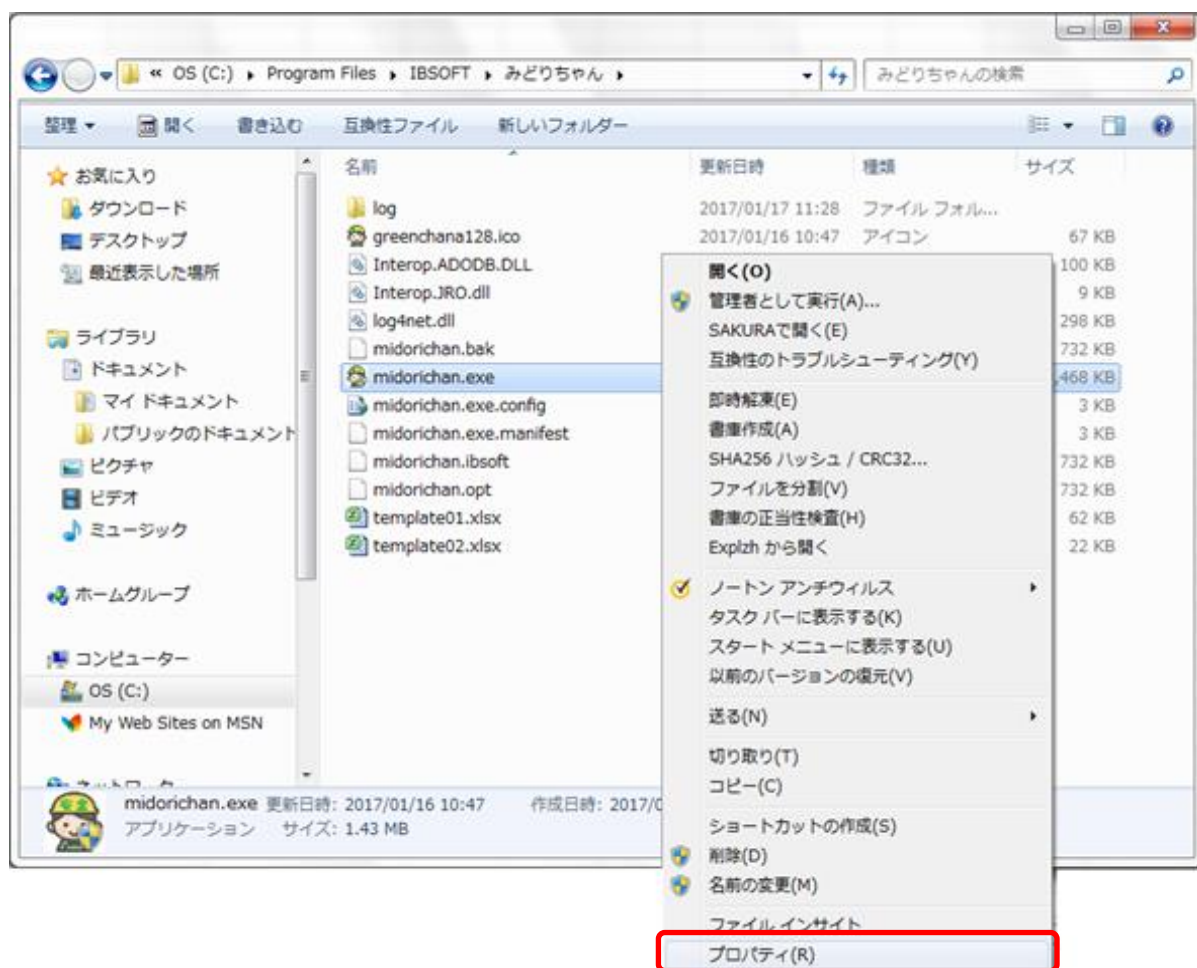 « OS (C:) ▸ Program Files ▸ IBSOFT ▸ みどりちゃん ▸
みどりちゃんの検索
整理 開く 書き込む 互換性ファイル 新しいフォルダー
お気に入り
ダウンロード
デスクトップ
最近表示した場所
ライブラリ
ドキュメント
マイ ドキュメント
パブリックのドキュメント
ピクチャ
ビデオ
ミュージック
ホームグループ
コンピューター
OS (C:)
My Web Sites on MSN
名前 更新日時 種類 サイズ
log 2017/01/17 11:28 ファイル フォル...
greenchana128.ico 2017/01/16 10:47 アイコン 67 KB
Interop.ADODB.DLL 100 KB
Interop.JRO.dll 9 KB
log4net.dll 298 KB
midorichan.bak 732 KB
midorichan.exe ,468 KB
midorichan.exe.config 3 KB
midorichan.exe.manifest 3 KB
midorichan.ibsoft 732 KB
midorichan.opt 732 KB
template01.xlsx 62 KB
template02.xlsx 22 KB
開く(O)
管理者として実行(A)...
SAKURAで開く(E)
互換性のトラブルシューティング(Y)
即時解凍(E)
書庫作成(A)
SHA256 ハッシュ / CRC32...
ファイルを分割(V)
書庫の正当性検査(H)
Explzh から開く
ノートン アンチウィルス
タスク バーに表示する(K)
スタート メニューに表示する(U)
以前のバージョンの復元(V)
送る(N)
切り取り(T)
コピー(C)
ショートカットの作成(S)
削除(D)
名前の変更(M)
ファイル インサイト
プロパティ(R)
midorichan.exe 更新日時: 2017/01/16 10:47 作成日時: 2017/0
アプリケーション サイズ: 1.43 MB